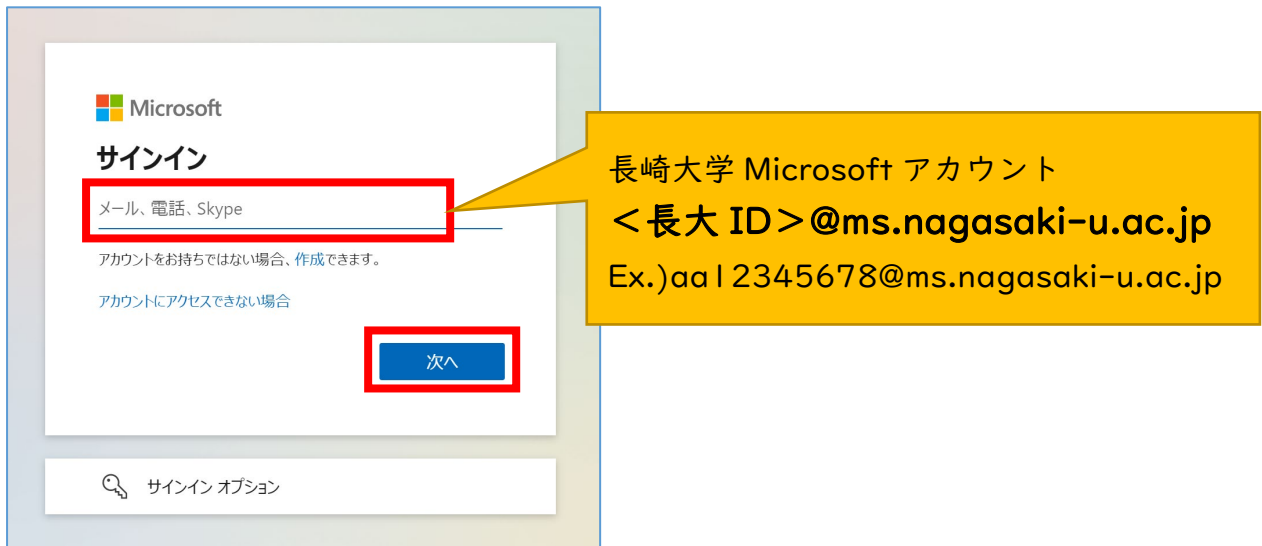 Microsoft
サインイン
メール、電話、Skype
アカウントをお持ちではない場合、作成できます。
アカウントにアクセスできない場合
次へ
サインイン オプション
長崎大学 Microsoft アカウント
＜長大 ID＞@ms.nagasaki-u.ac.jp
Ex.)aa12345678@ms.nagasaki-u.ac.jp